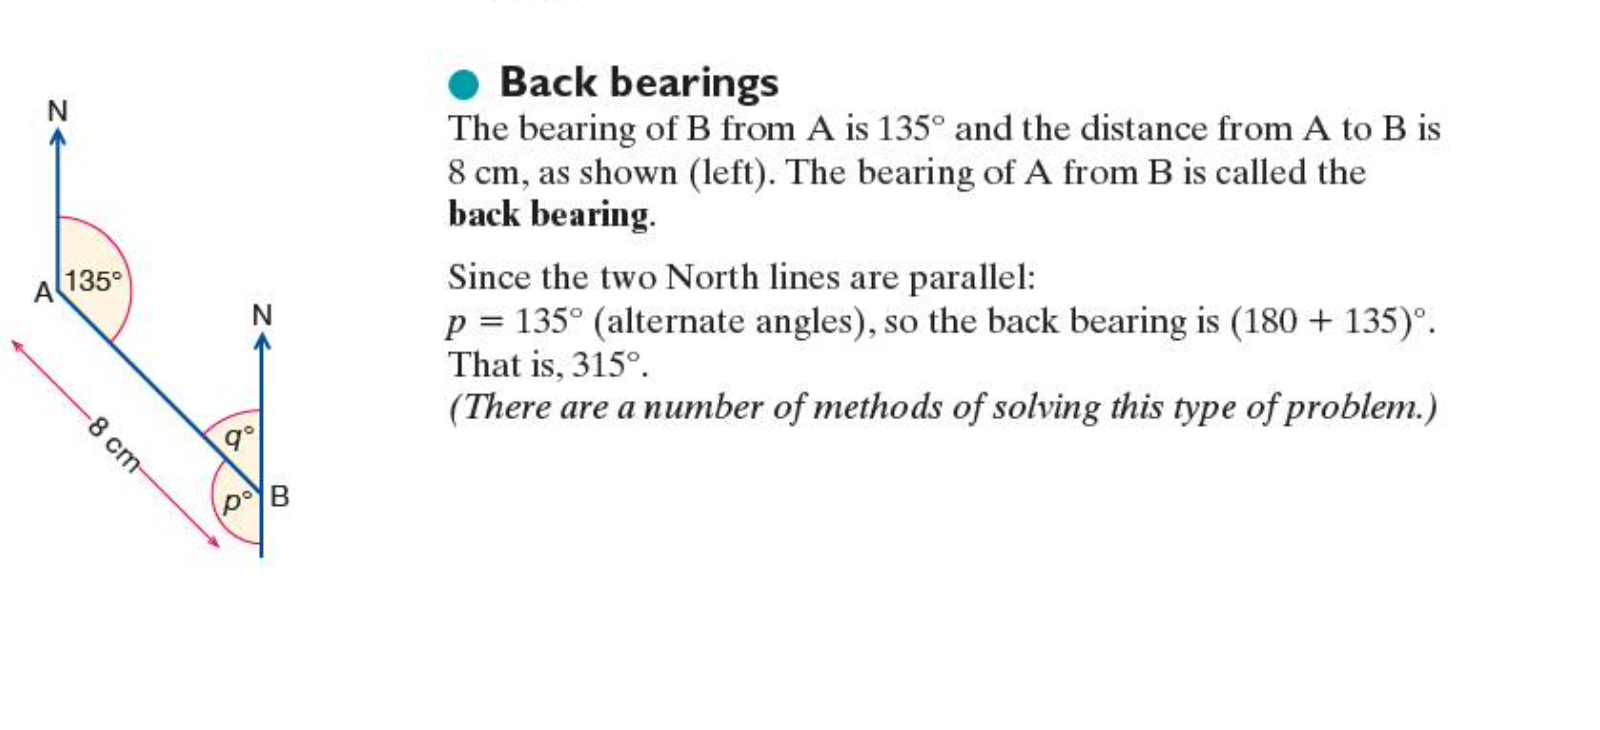 Back bearings
The bearing of B from A is 135° and the distance from A to B is
8 cm, as shown (left). The bearing of A from B is called the
back bearing.
Since the two North lines are parallel:
p = 135° (alternate angles), so the back bearing is (180 + 135)°.
That is, 315°.
(There are a number of methods of solving this type of problem.)
N
A
135°
N
8 cm
q°
p°
B